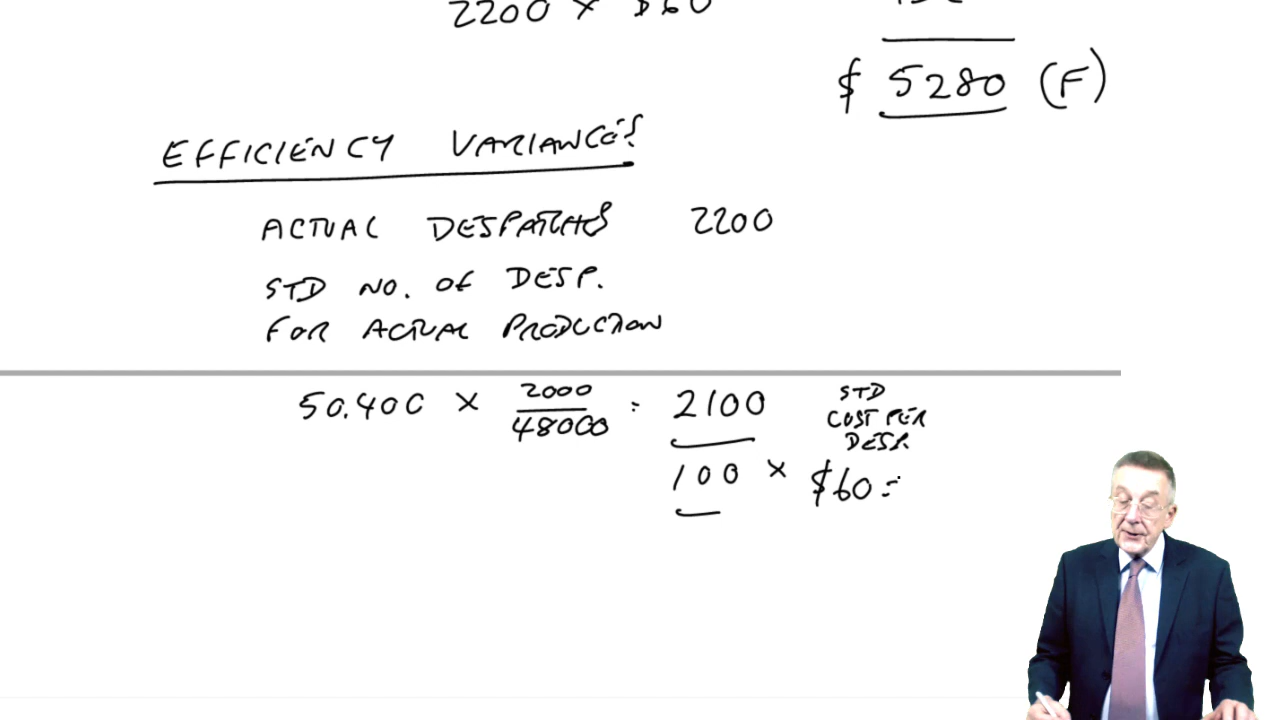 2200 × $60
$ 5280 (F)
EFFICIENCY VARIANCES
ACTUAL DESPATCHES 2200
STD NO. OF DESP.
FOR ACTUAL PRODUCTION
50,400 × 2000/48000 = 2100
STD
COST PER
DESP.
100 × $60 =